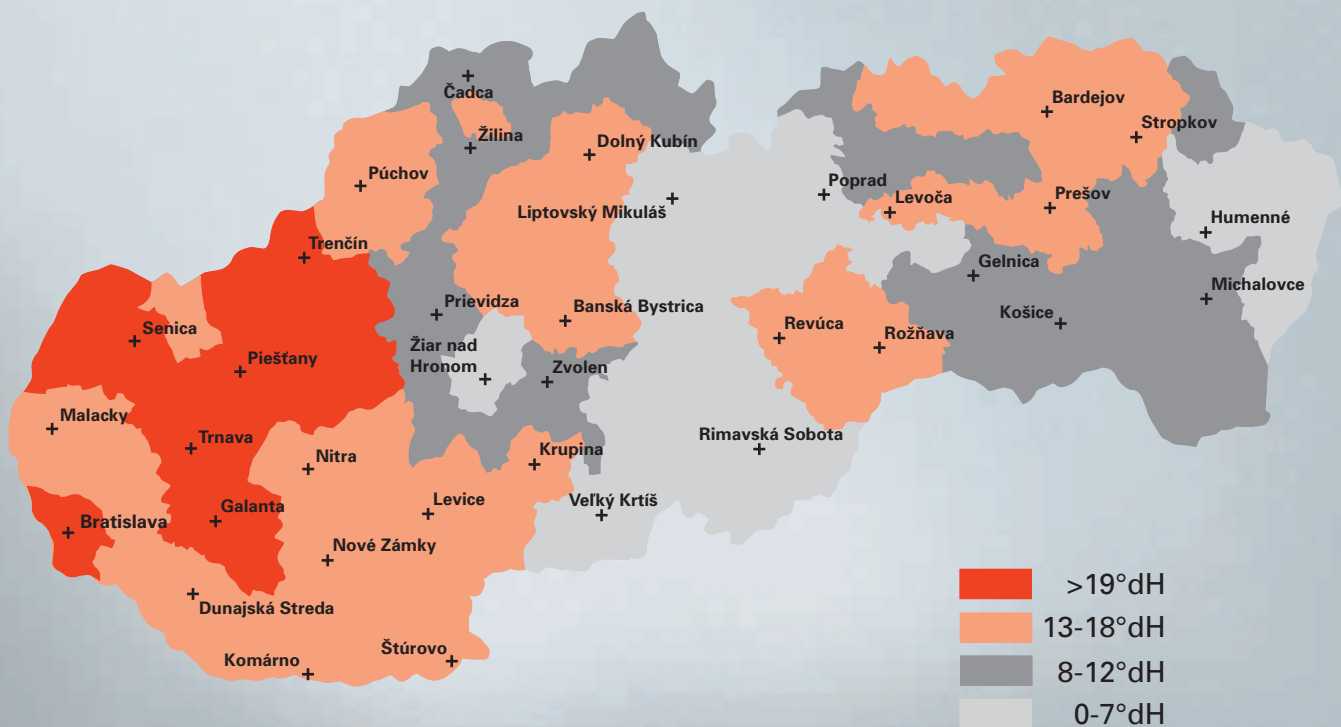 Čadca
Žilina
Dolný Kubín
Púchov
Liptovský Mikuláš
Poprad
Levoča
Bardejov
Stropkov
Prešov
Humenné
Trenčín
Gelnica
Michalovce
Košice
Prievidza
Banská Bystrica
Revúca
Rožňava
Senica
Piešťany
Žiar nad
Hronom
Zvolen
Malacky
Trnava
Nitra
Krupina
Rimavská Sobota
Bratislava
Galanta
Levice
Veľký Krtíš
Nové Zámky
Dunajská Streda
Komárno
Štúrovo
>19°dH
13-18°dH
8-12°dH
0-7°dH